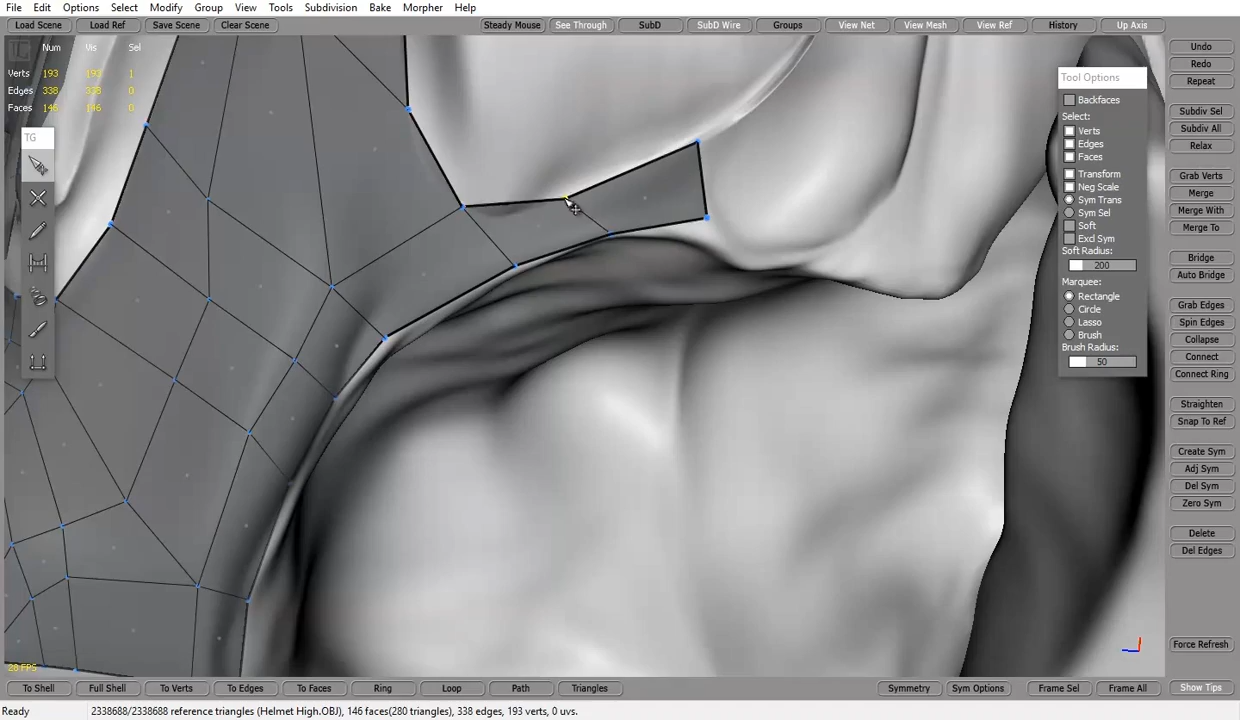 File Edit Options Select Modify Group View Tools Subdivision Bake Morpher Help
Load Scene Load Ref Save Scene Clear Scene Steady Mouse See Through SubD SubD Wire Groups View Net View Mesh View Ref History Up Axis
Num Vis Sel
Verts 193 193 1
Edges 338 338 0
Faces 146 146 0
TG
Tool Options
Backfaces
Select:
Verts
Edges
Faces
Transform
Neg Scale
Sym Trans
Sym Sel
Soft
Exd Sym
Soft Radius:
200
Marquee:
Rectangle
Circle
Lasso
Brush
Brush Radius:
50
Undo
Redo
Repeat
Subdiv Sel
Subdiv All
Relax
Grab Verts
Merge
Merge With
Merge To
Bridge
Auto Bridge
Grab Edges
Spin Edges
Collapse
Connect
Connect Ring
Straighten
Snap To Ref
Create Sym
Adj Sym
Del Sym
Zero Sym
Delete
Del Edges
Force Refresh
28 FPS
To Shell Full Shell To Verts To Edges To Faces Ring Loop Path Triangles Symmetry Sym Options Frame Sel Frame All Show Tips
Ready 2338688/2338688 reference triangles (Helmet High.OBJ), 146 faces(280 triangles), 338 edges, 193 verts, 0 uvs.